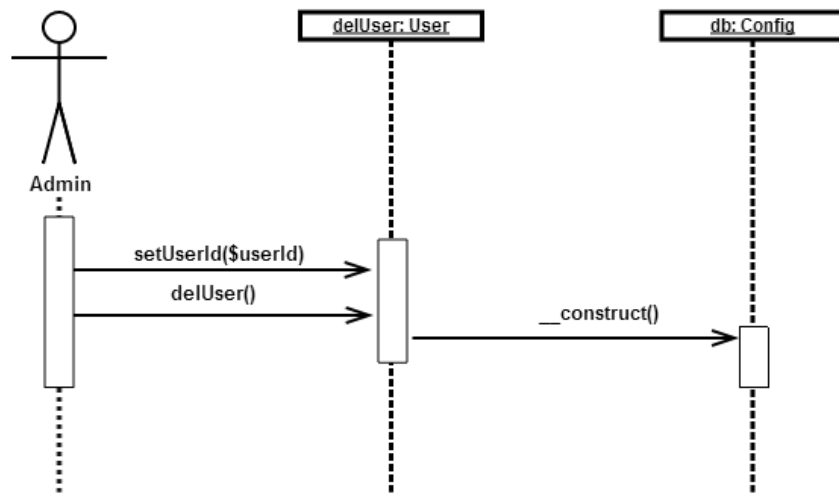 delUser: User
db: Config
Admin
setUserId($userId)
delUser()
__construct()